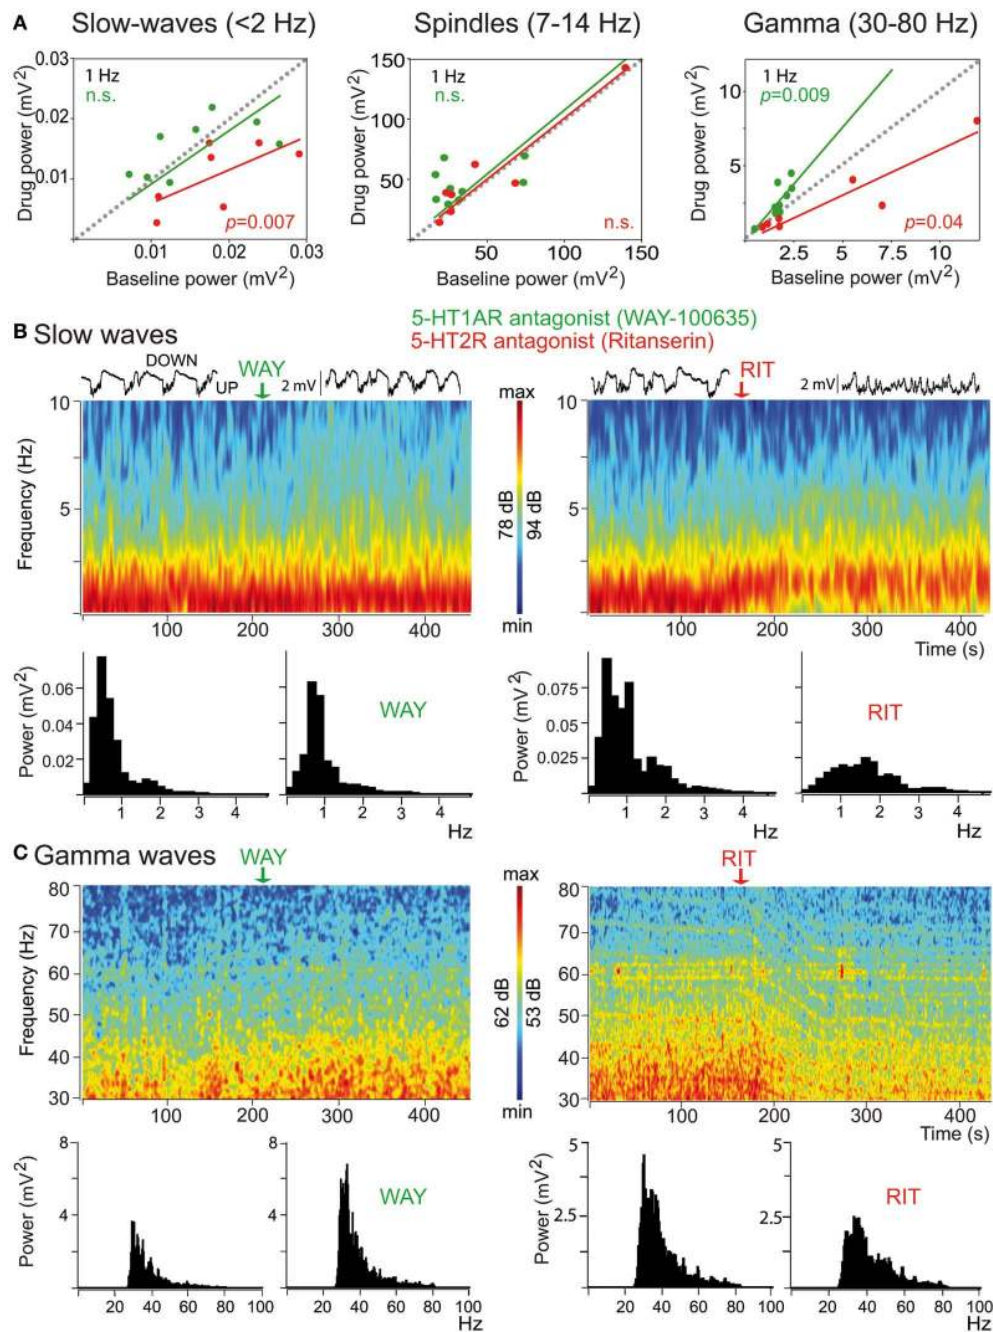 A Slow-waves (<2 Hz) Spindles (7-14 Hz) Gamma (30-80 Hz)
Drug power (mV2)
0.03
0.02
0.01
1 Hz
n.s.
p=0.007
0.01 0.02 0.03
Baseline power (mV2)
Drug power (mV2)
150
100
50
1 Hz
n.s.
n.s.
50 100 150
Baseline power (mV2)
Drug power (mV2)
10
5
1 Hz
p=0.009
p=0.04
2.5 5 7.5 10
Baseline power (mV2)
B Slow waves
5-HT1AR antagonist (WAY-100635)
5-HT2R antagonist (Ritanserin)
DOWN
UP
WAY
2 mV
RIT
2 mV
Frequency (Hz)
10
5
100 200 300 400
max
78 dB
94 dB
min
10
5
100 200 300 400
Time (s)
Power (mV2)
0.06
0.04
0.02
1 2 3 4
WAY
1 2 3 4
Hz
Power (mV2)
0.075
0.05
0.025
1 2 3 4
Hz
RIT
1 2 3 4
Hz
C Gamma waves
WAY
RIT
Frequency (Hz)
80
70
60
50
40
30
100 200 300 400
max
62 dB
53 dB
min
80
70
60
50
40
30
100 200 300 400
Time (s)
Power (mV2)
8
4
20 40 60 80 100
8
4
WAY
20 40 60 80 100
Hz
Power (mV2)
5
2.5
20 40 60 80 100
5
2.5
RIT
20 40 60 80 100
Hz